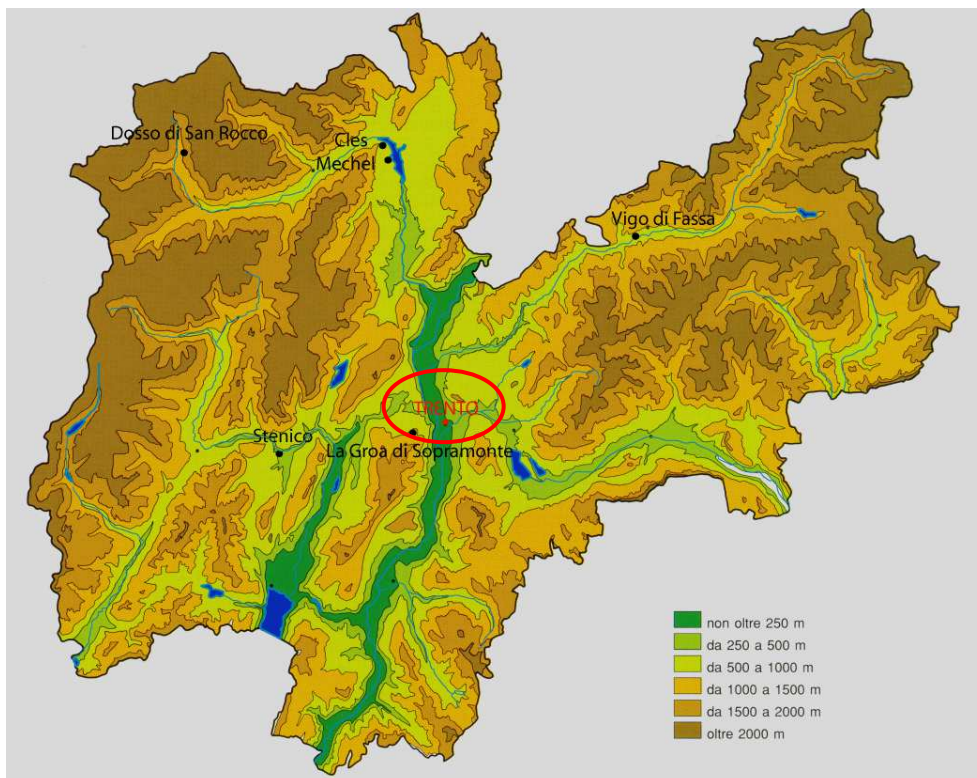 Dosso di San Rocco
Cles
Mechel
Vigo di Fassa
TRENTO
Stenico
La Groa di Sopramonte
non oltre 250 m
da 250 a 500 m
da 500 a 1000 m
da 1000 a 1500 m
da 1500 a 2000 m
oltre 2000 m